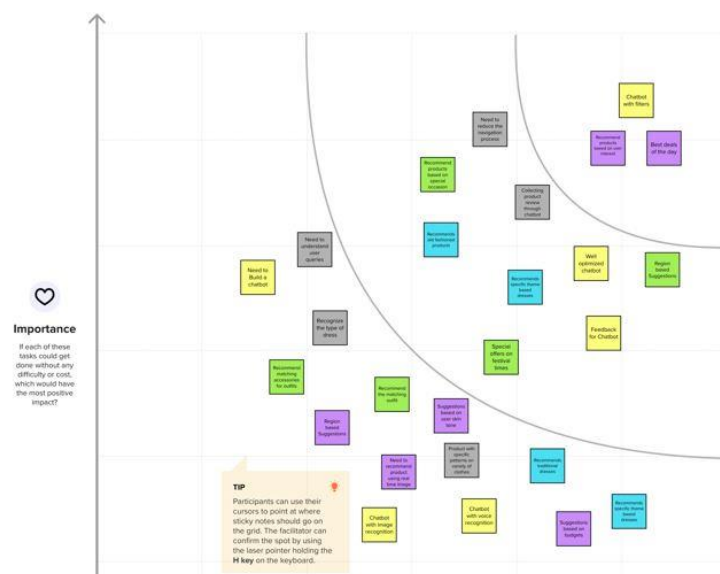 Chatbot
with filters
Need to
reduce the
navigation
process
Recommend
products
based on user
interest
Best deals
of the day
Recommend
products
based on
special
occasion
Collecting
product
review
through
chatbot
Recommends
products
Need to
understand
user
queries
Need to
Build a
chatbot
Well
optimized
chatbot
Region
based
Suggestions
Recommends
specific theme
based
dresses
Importance
If each of these
tasks could get
done without any
difficulty or cost,
which would have
the most positive
impact?
Recognize
the type of
dress
Feedback
for Chatbot
Special
offers on
festival
times
Recommend
matching
accessories
for outfits
Recommend
the matching
outfit
Region
based
Suggestions
Suggestions
based on
user skin
tone
Product with
specific
patterns on
variety of
clothes
Need to
recommend
product
using real
time image
Recommends
traditional
dresses
TIP
Participants can use their
cursors to point at where
sticky notes should go on
the grid. The facilitator can
confirm the spot by using
the laser pointer holding the
H key on the keyboard.
Chatbot
with image
recognition
Chatbot
with voice
recognition
Suggestions
based on
budgets
Recommends
specific theme
based
dresses